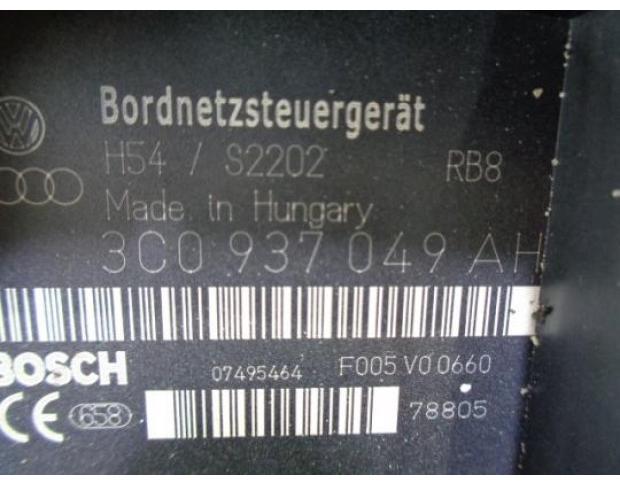 Bordnetzsteuergerät
H54 / S2202 RB8
Made in Hungary
3C0 937 049 AH
BOSCH 07495464 F005 V0 0660
CE 658 78805